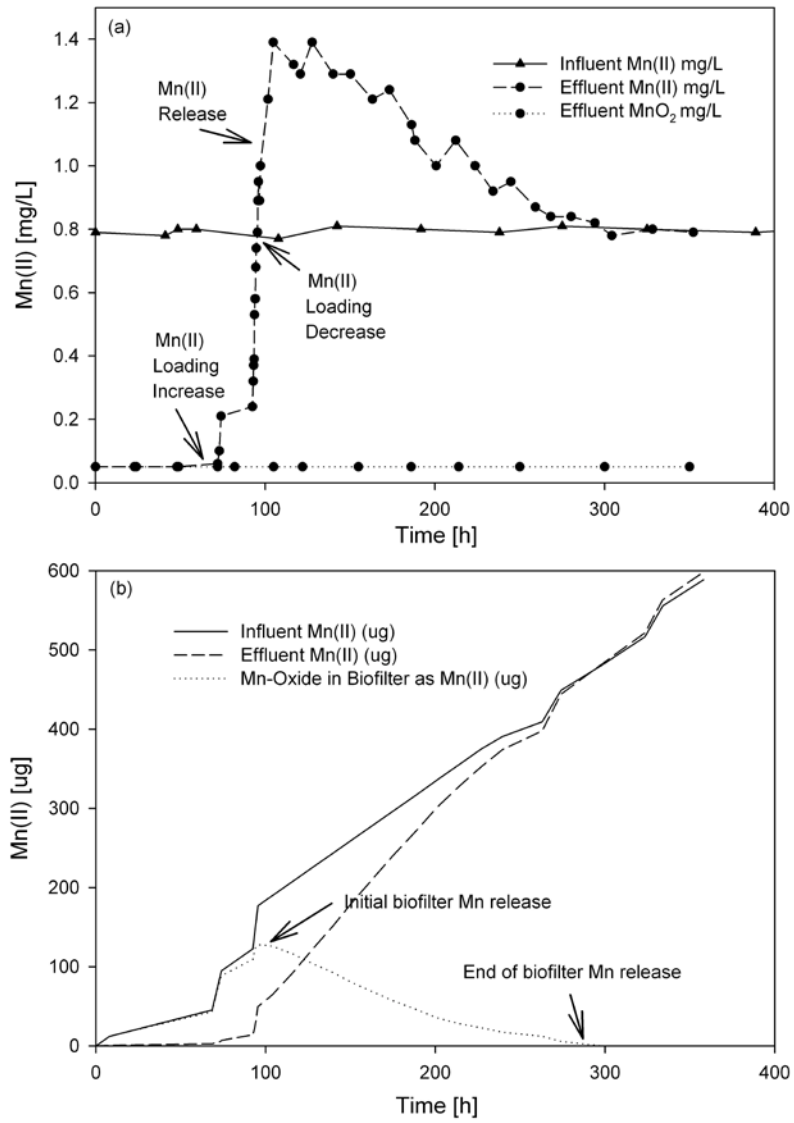 (a)
1.4
1.2
1.0
0.8
0.6
0.4
0.2
0.0
Mn(II) [mg/L]
Influent Mn(II) mg/L
Effluent Mn(II) mg/L
Effluent MnO2 mg/L
Mn(II)
Release
Mn(II)
Loading
Decrease
Mn(II)
Loading
Increase
0 100 200 300 400
Time [h]
(b)
600
500
400
300
200
100
0
Mn(II) [ug]
Influent Mn(II) (ug)
Effluent Mn(II) (ug)
Mn-Oxide in Biofilter as Mn(II) (ug)
Initial biofilter Mn release
End of biofilter Mn release
0 100 200 300 400
Time [h]